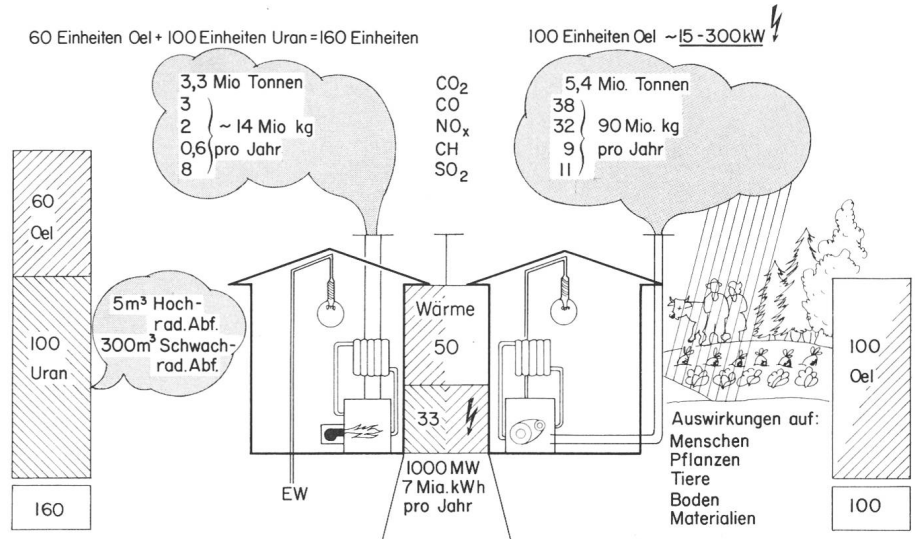 60 Einheiten Oel + 100 Einheiten Uran = 160 Einheiten
100 Einheiten Oel ~ 15 - 300 kW
3,3 Mio Tonnen
3
2 ~ 14 Mio kg
0,6 pro Jahr
8
CO₂
CO
NOₓ
CH
SO₂
5,4 Mio. Tonnen
38
32 90 Mio. kg
9 pro Jahr
11
60
Oel
100
Uran
160
5m³ Hoch-
rad. Abf.
300m³ Schwach-
rad. Abf.
EW
Wärme
50
33
1000 MW
7 Mia. kWh
pro Jahr
Auswirkungen auf:
Menschen
Pflanzen
Tiere
Boden
Materialien
100
Oel
100